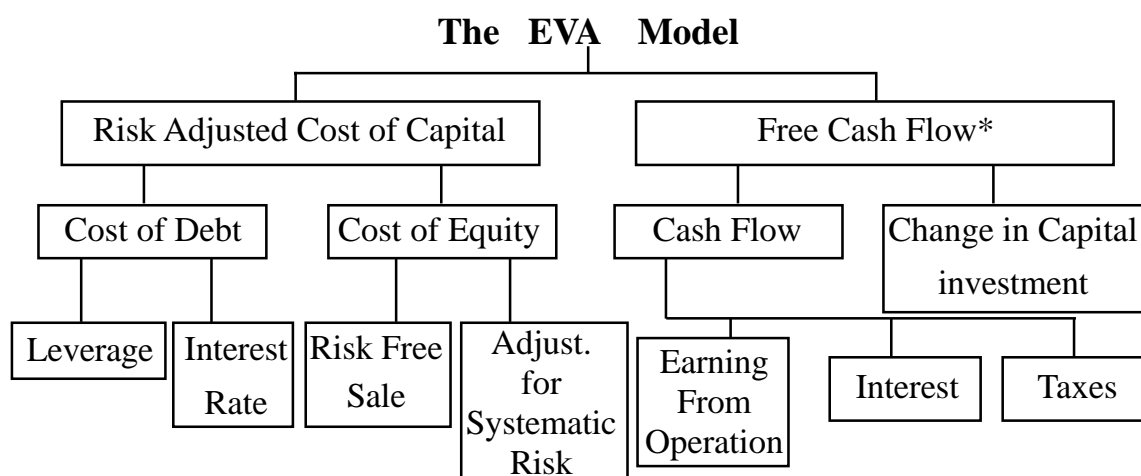 The EVA Model
Risk Adjusted Cost of Capital
Free Cash Flow*
Cost of Debt
Cost of Equity
Cash Flow
Change in Capital
investment
Leverage
Interest
Rate
Risk Free
Sale
Adjust.
for
Systematic
Risk
Earning
From
Operation
Interest
Taxes